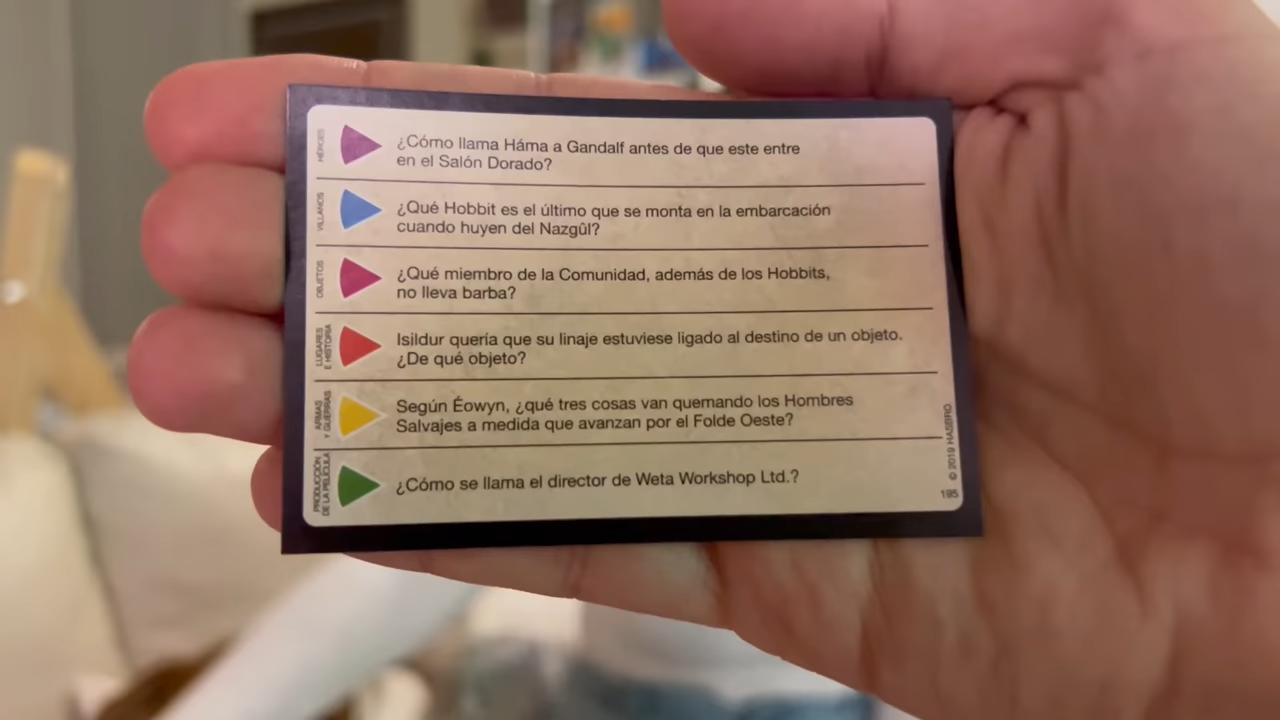 HÉROES
¿Cómo llama Háma a Gandalf antes de que este entre
en el Salón Dorado?
VILLANOS
¿Qué Hobbit es el último que se monta en la embarcación
cuando huyen del Nazgûl?
OBJETOS
¿Qué miembro de la Comunidad, además de los Hobbits,
no lleva barba?
LUGARES
E HISTORIA
Isildur quería que su linaje estuviese ligado al destino de un objeto.
¿De qué objeto?
ARMAS
Y GUERRAS
Según Éowyn, ¿qué tres cosas van quemando los Hombres
Salvajes a medida que avanzan por el Folde Oeste?
PRODUCCIÓN
DE LA PELÍCULA
¿Cómo se llama el director de Weta Workshop Ltd.?
© 2019 HASBRO.
195